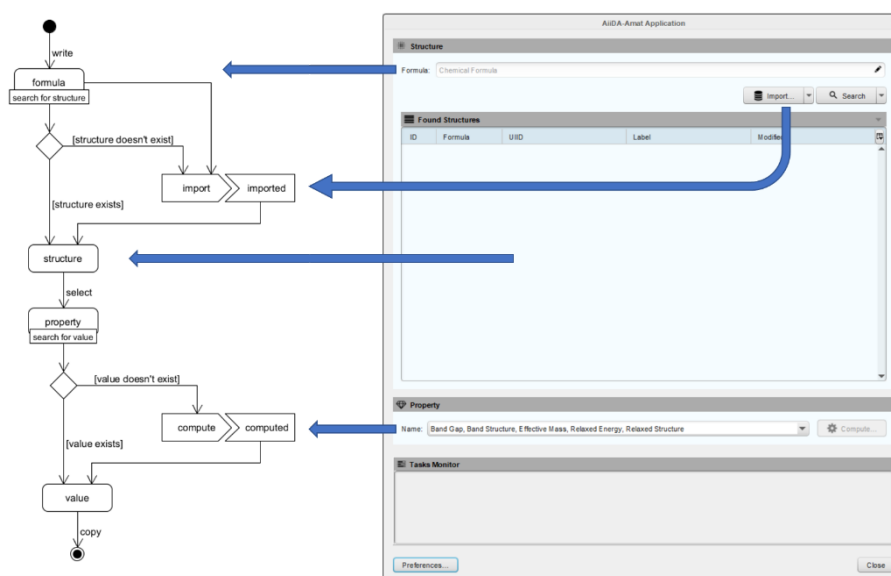 write
formula
search for structure
[structure doesn't exist]
import
imported
[structure exists]
structure
select
property
search for value
[value doesn't exist]
compute
computed
[value exists]
value
copy
AiiDA-Amat Application
Structure
Formula: Chemical Formula
Import... Search
Found Structures
ID Formula UUID Label Modified
Property
Name: Band Gap, Band Structure, Effective Mass, Relaxed Energy, Relaxed Structure Compute...
Tasks Monitor
Preferences... Close